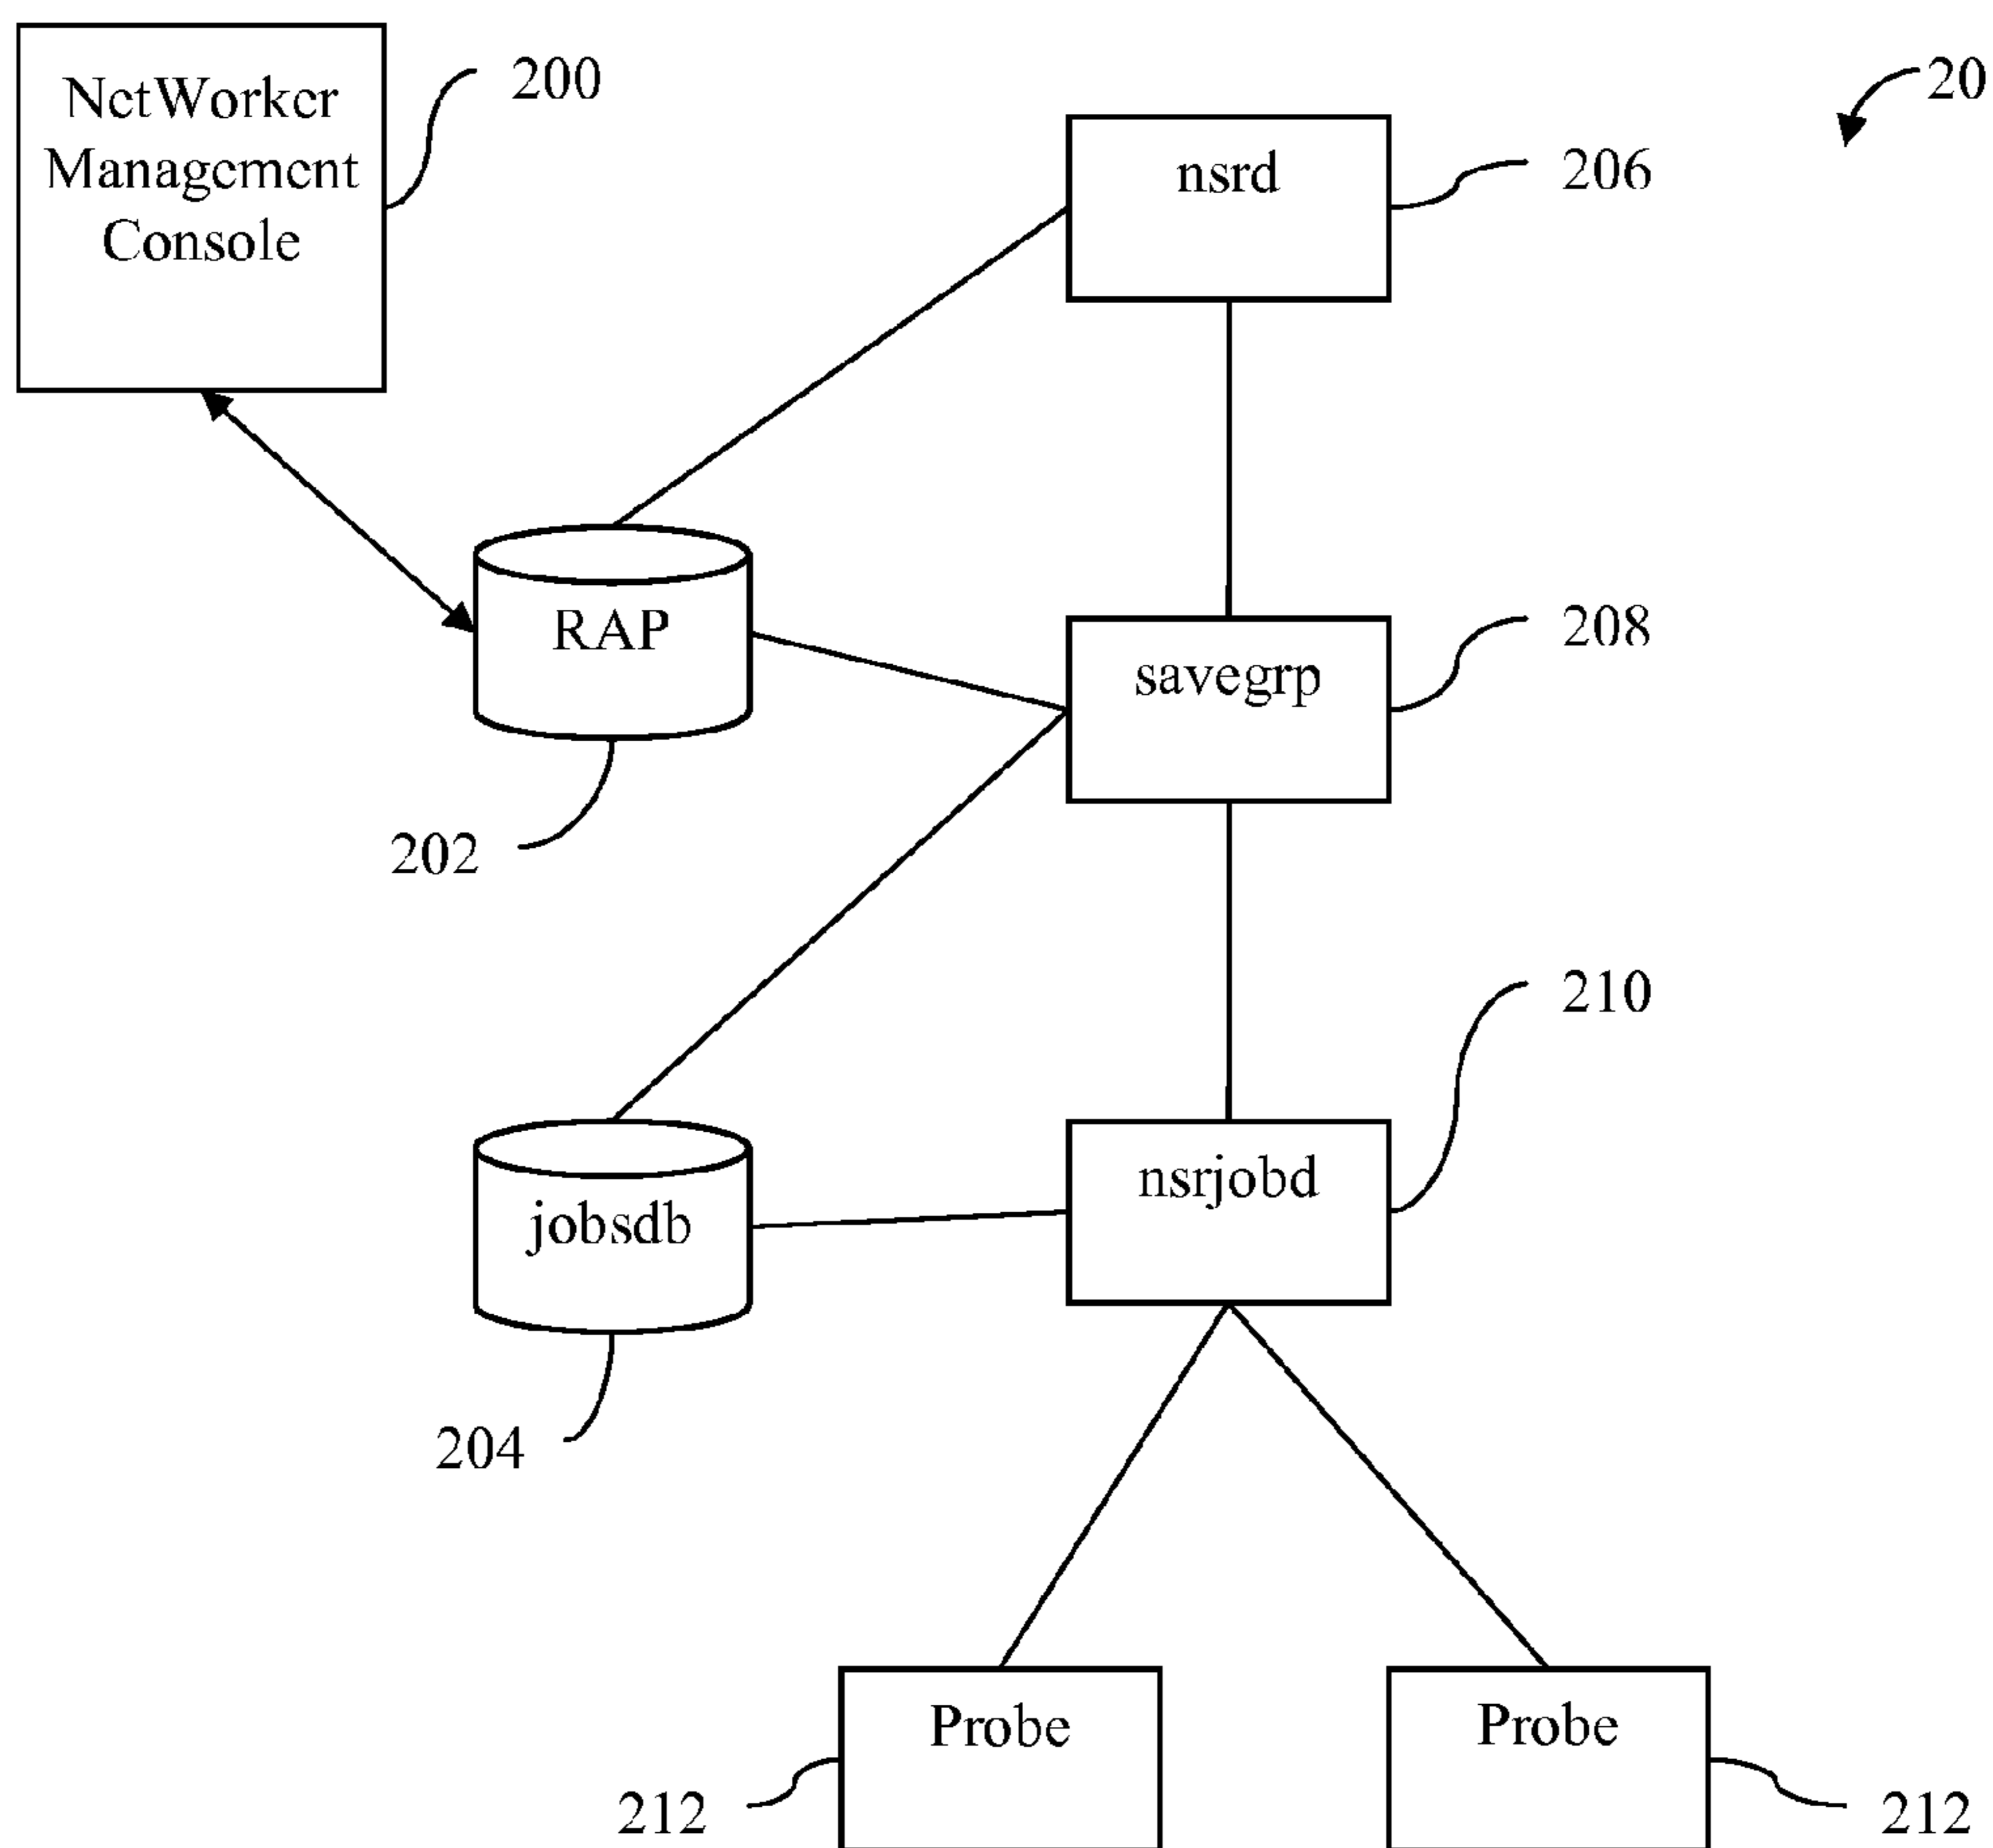 NetWorker
Management
Console
200
20
nsrd
206
RAP
202
savegrp
208
210
jobsdb
204
nsrjobd
Probe
212
Probe
212